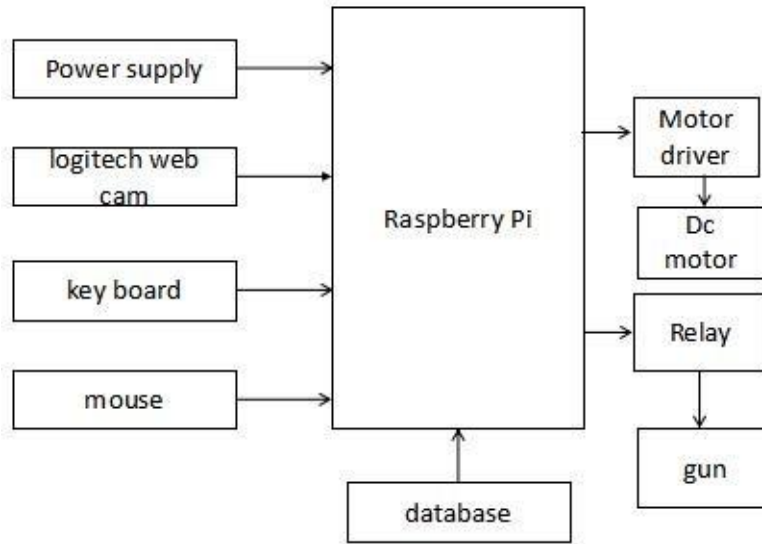 Power supply
logitech web
cam
key board
mouse
Raspberry Pi
database
Motor
driver
Dc
motor
Relay
gun